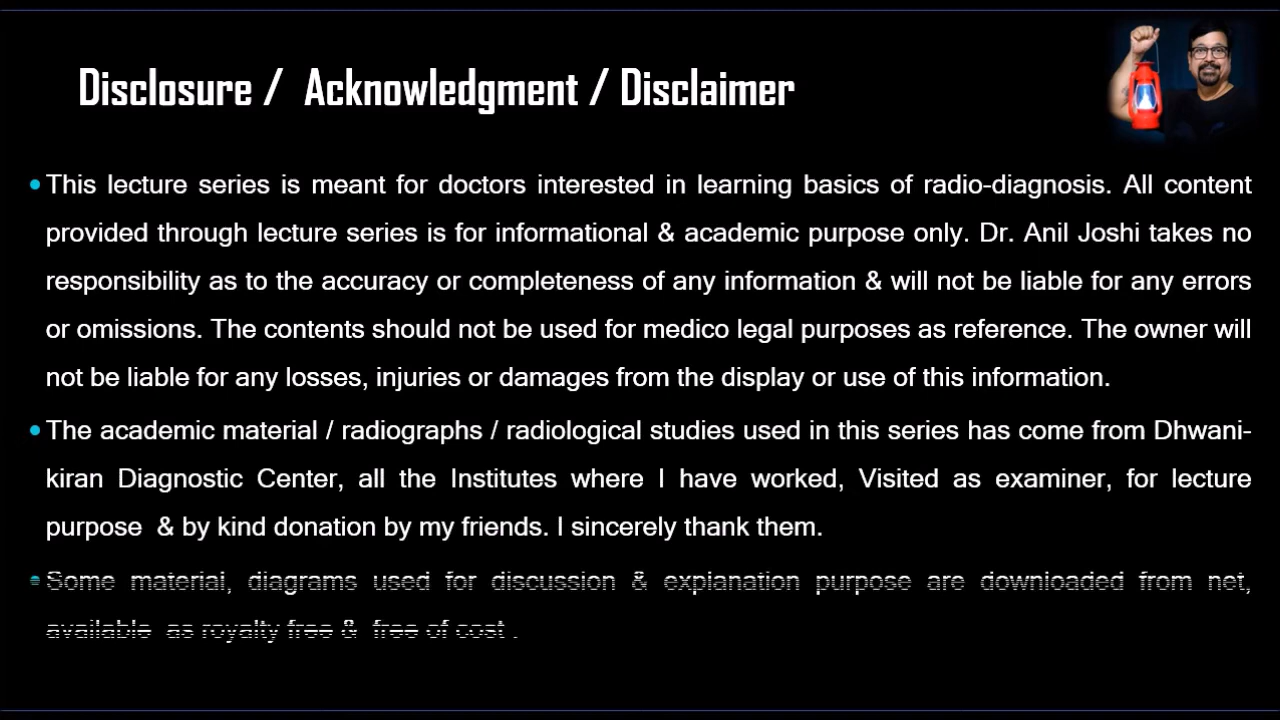 Disclosure / Acknowledgment / Disclaimer
• This lecture series is meant for doctors interested in learning basics of radio-diagnosis. All content
provided through lecture series is for informational & academic purpose only. Dr. Anil Joshi takes no
responsibility as to the accuracy or completeness of any information & will not be liable for any errors
or omissions. The contents should not be used for medico legal purposes as reference. The owner will
not be liable for any losses, injuries or damages from the display or use of this information.
• The academic material / radiographs / radiological studies used in this series has come from Dhwani-
kiran Diagnostic Center, all the Institutes where I have worked, Visited as examiner, for lecture
purpose & by kind donation by my friends. I sincerely thank them.
• Some material, diagrams used for discussion & explanation purpose are downloaded from net,
available as royalty free & free of cost .